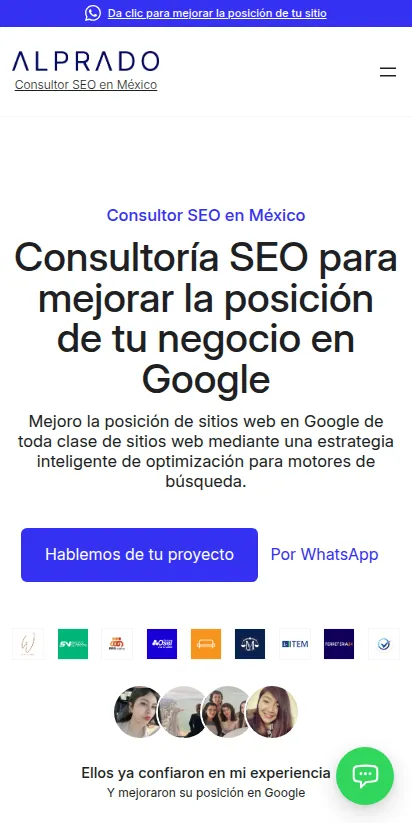 Da clic para mejorar la posición de tu sitio
ALPRADO
Consultor SEO en México
Consultor SEO en México
Consultoría SEO para
mejorar la posición
de tu negocio en
Google
Mejoro la posición de sitios web en Google de
toda clase de sitios web mediante una estrategia
inteligente de optimización para motores de
búsqueda.
Hablemos de tu proyecto
Por WhatsApp
SV
ITEM
Ellos ya confiaron en mi experiencia
Y mejoraron su posición en Google